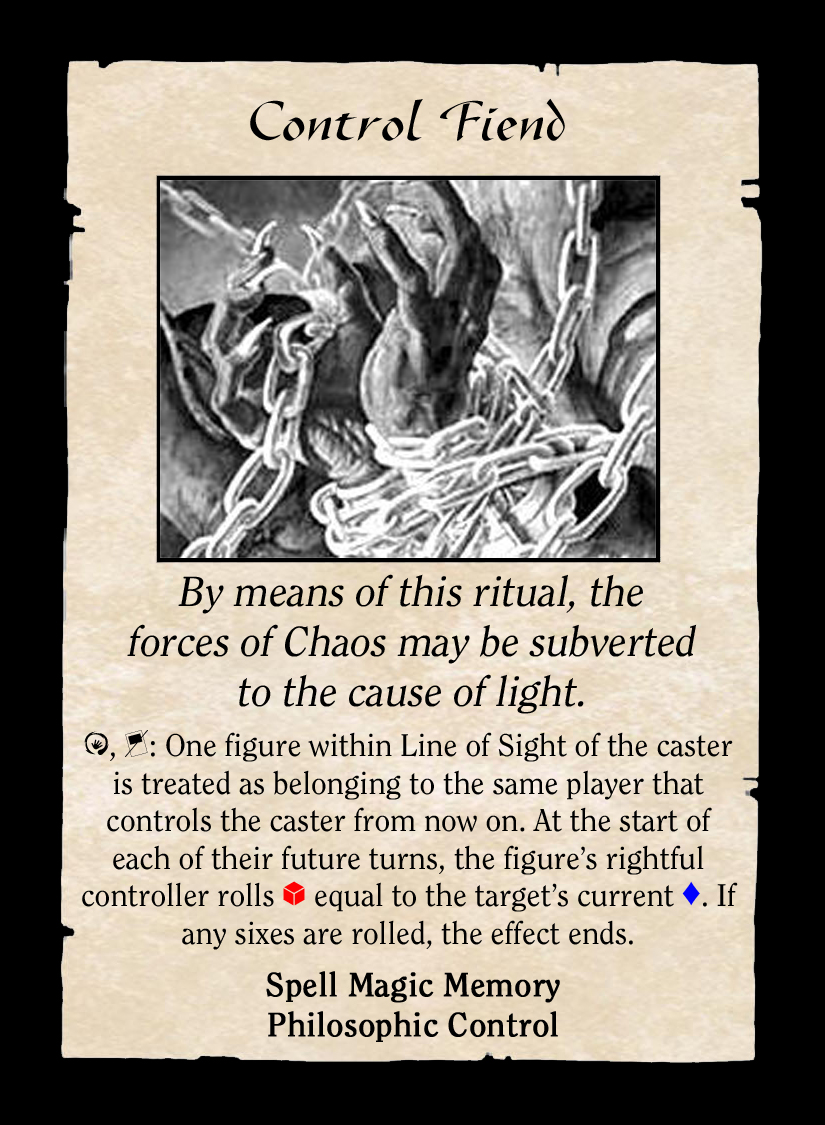 Control Fiend
By means of this ritual, the
forces of Chaos may be subverted
to the cause of light.
, : One figure within Line of Sight of the caster
is treated as belonging to the same player that
controls the caster from now on. At the start of
each of their future turns, the figure’s rightful
controller rolls equal to the target’s current . If
any sixes are rolled, the effect ends.
Spell Magic Memory
Philosophic Control